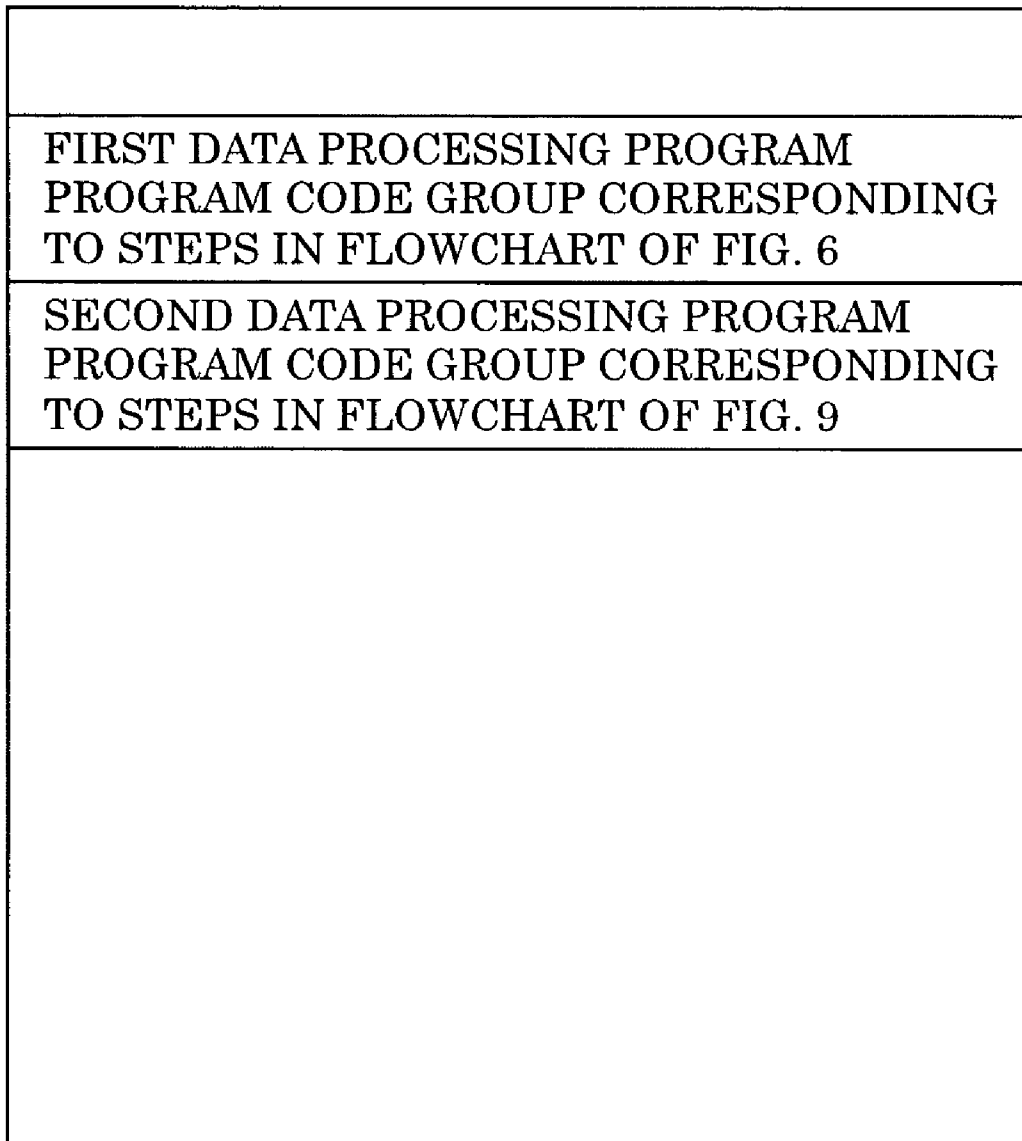 FIRST DATA PROCESSING PROGRAM
PROGRAM CODE GROUP CORRESPONDING
TO STEPS IN FLOWCHART OF FIG. 6
SECOND DATA PROCESSING PROGRAM
PROGRAM CODE GROUP CORRESPONDING
TO STEPS IN FLOWCHART OF FIG. 9